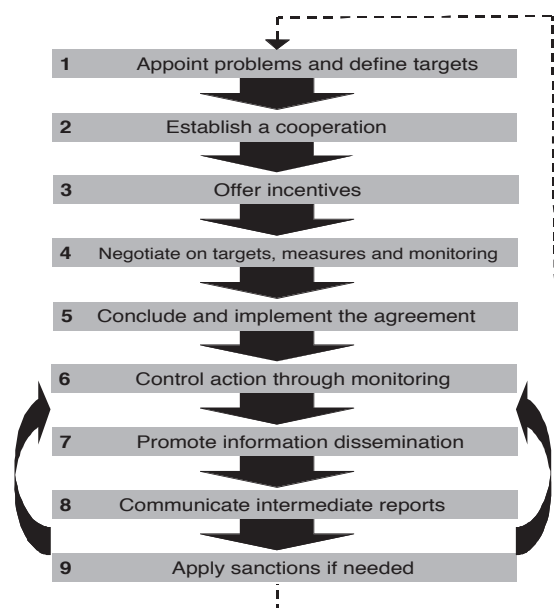 1 Appoint problems and define targets
2 Establish a cooperation
3 Offer incentives
4 Negotiate on targets, measures and monitoring
5 Conclude and implement the agreement
6 Control action through monitoring
7 Promote information dissemination
8 Communicate intermediate reports
9 Apply sanctions if needed